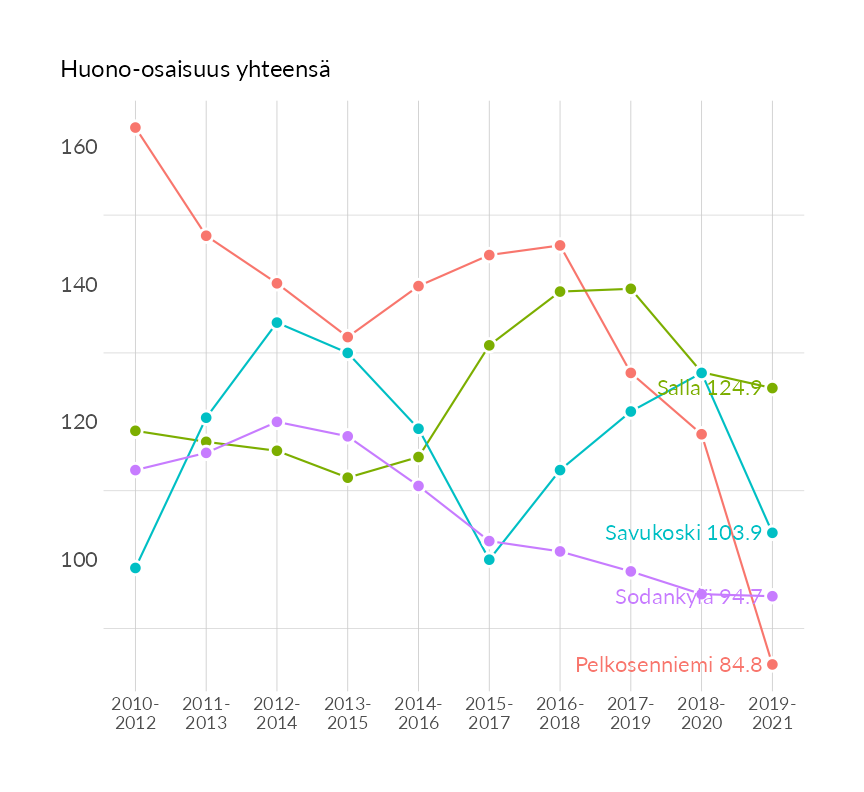 Huono-osaisuus yhteensä
160
140
120
100
Salla 124.9
Savukoski 103.9
Sodankylä 94.7
Pelkosenniemi 84.8
2010- 2011- 2012- 2013- 2014- 2015- 2016- 2017- 2018- 2019-
2012 2013 2014 2015 2016 2017 2018 2019 2020 2021